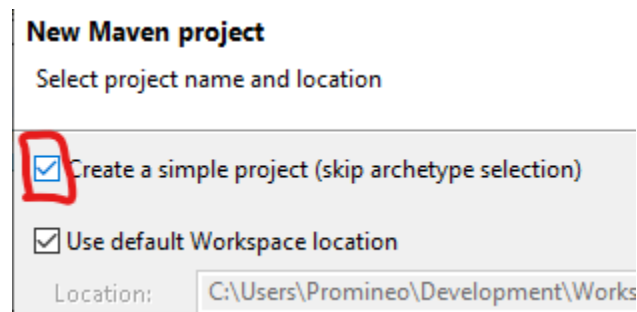 New Maven project
Select project name and location
Create a simple project (skip archetype selection)
Use default Workspace location
Location: C:\Users\Promineo\Development\Works